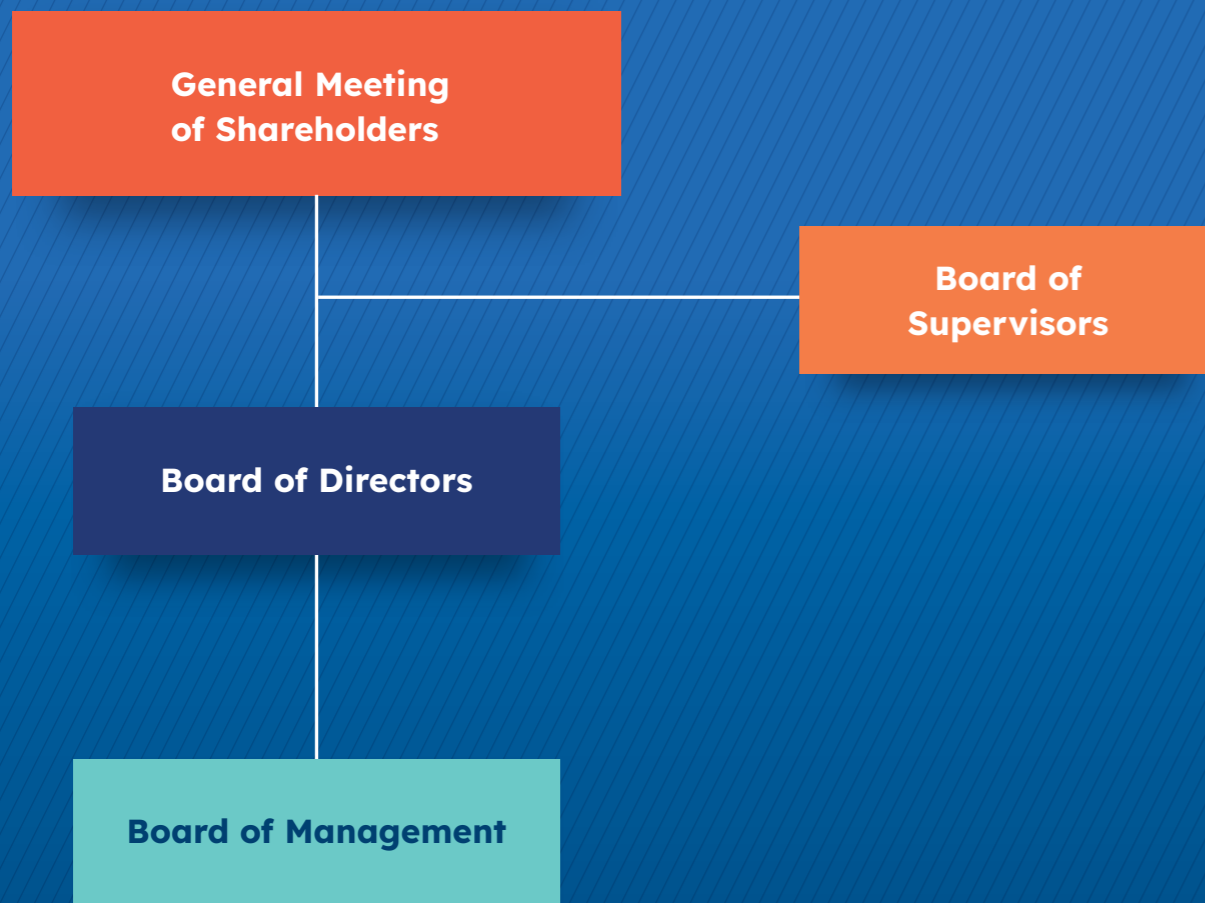 General Meeting
of Shareholders
Board of
Supervisors
Board of Directors
Board of Management